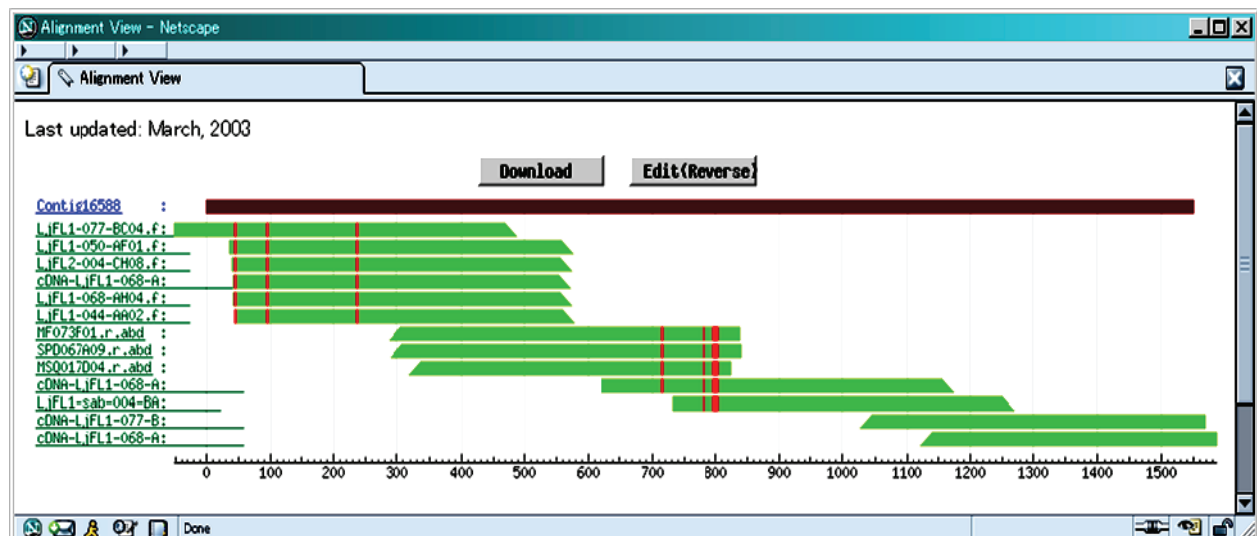 Alignment View - Netscape
Alignment View
Last updated: March, 2003
Download Edit(Reverse)
Contig16588 :
LjFL1-077-BC04.f:
LjFL1-050-AF01.f:
LjFL2-004-CH08.f:
cDNA-LjFL1-068-A:
LjFL1-068-AH04.f:
LjFL1-044-AA02.f:
MF073F01.r.abd :
SPD067A09.r.abd :
MSQ017D04.r.abd :
cDNA-LjFL1-068-A:
LjFL1=sab=004=BA:
cDNA-LjFL1-077-B:
cDNA-LjFL1-068-A:
0 100 200 300 400 500 600 700 800 900 1000 1100 1200 1300 1400 1500
Done